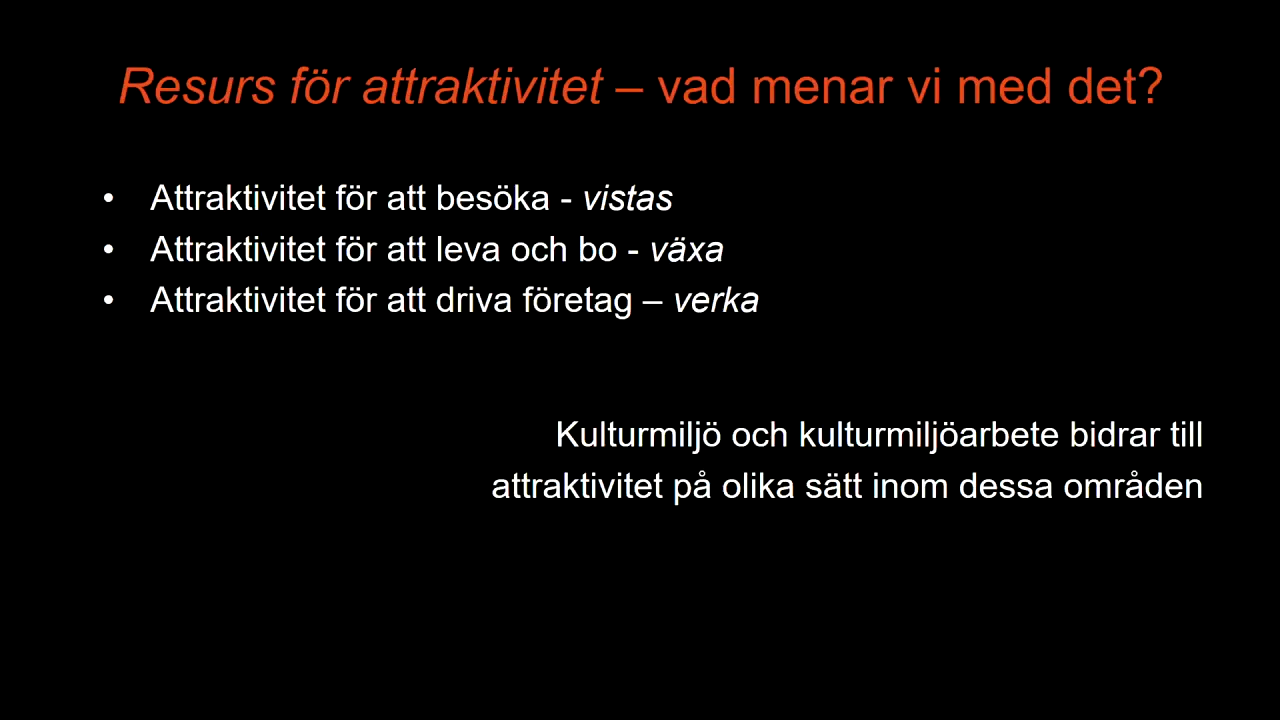 Resurs för attraktivitet – vad menar vi med det?
• Attraktivitet för att besöka - vistas
• Attraktivitet för att leva och bo - växa
• Attraktivitet för att driva företag – verka
Kulturmiljö och kulturmiljöarbete bidrar till
attraktivitet på olika sätt inom dessa områden